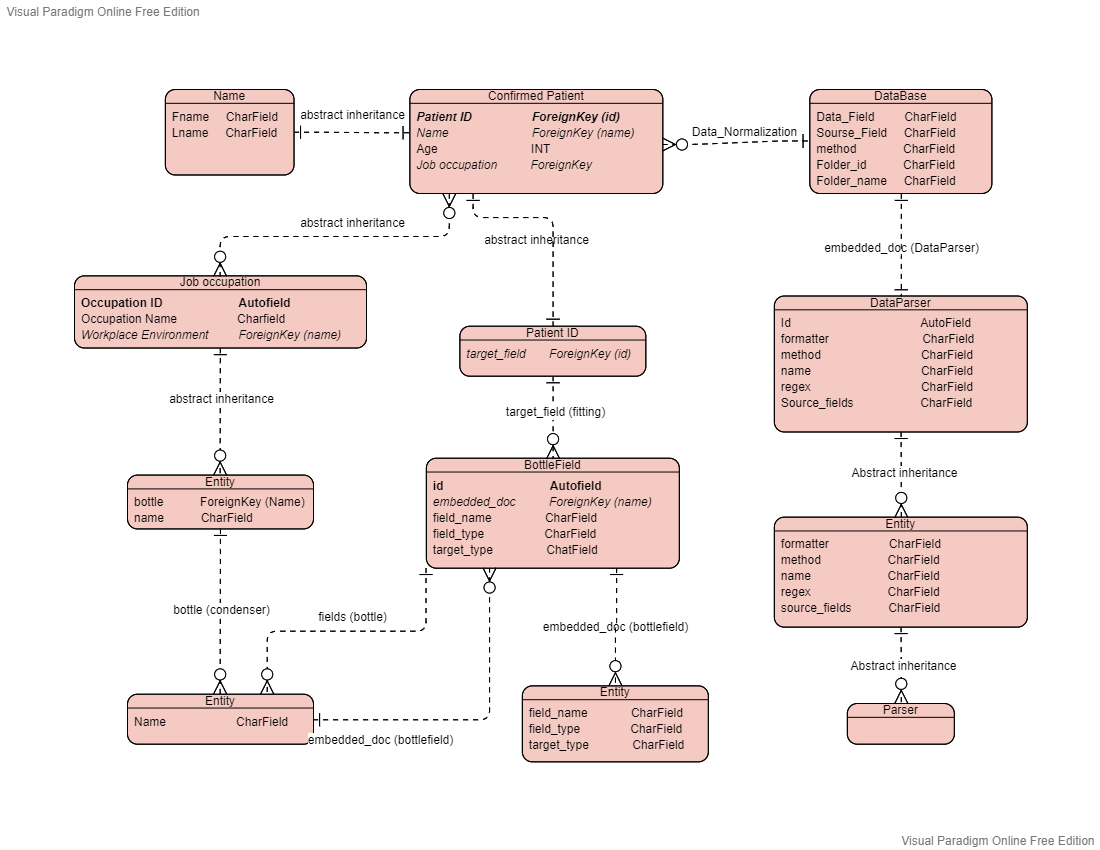 Visual Paradigm Online Free Edition
Name
Fname CharField
Lname CharField
abstract inheritance
Confirmed Patient
Patient ID ForeignKey (id)
Name ForeignKey (name)
Age INT
Job occupation ForeignKey
Data_Normalization
DataBase
Data_Field CharField
Sourse_Field CharField
method CharField
Folder_id CharField
Folder_name CharField
abstract inheritance
abstract inheritance
embedded_doc (DataParser)
Job occupation
Occupation ID Autofield
Occupation Name Charfield
Workplace Environment ForeignKey (name)
Patient ID
target_field ForeignKey (id)
DataParser
Id AutoField
formatter CharField
method CharField
name CharField
regex CharField
Source_fields CharField
abstract inheritance
target_field (fitting)
Abstract inheritance
Entity
bottle ForeignKey (Name)
name CharField
BottleField
id Autofield
embedded_doc ForeignKey (name)
field_name CharField
field_type CharField
target_type ChatField
Entity
formatter CharField
method CharField
name CharField
regex CharField
source_fields CharField
bottle (condenser)
fields (bottle)
embedded_doc (bottlefield)
Abstract inheritance
Entity
Name CharField
embedded_doc (bottlefield)
Entity
field_name CharField
field_type CharField
target_type CharField
Parser
Visual Paradigm Online Free Edition